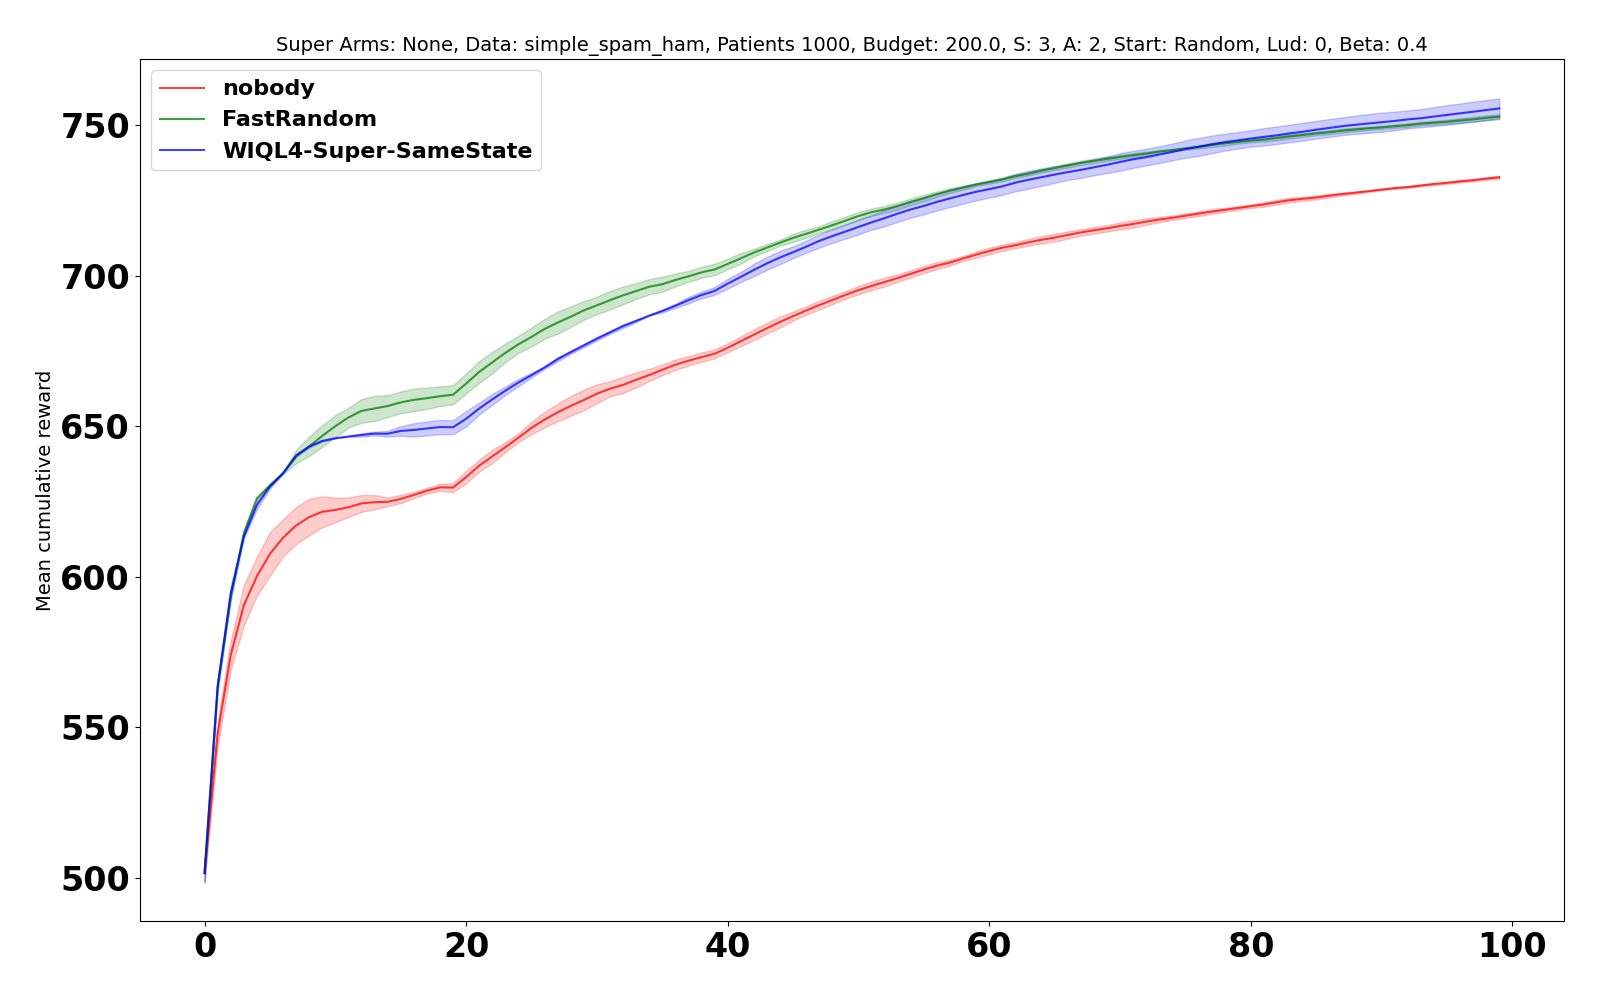 Super Arms: None, Data: simple_spam_ham, Patients 1000, Budget: 200.0, S: 3, A: 2, Start: Random, Lud: 0, Beta: 0.4
nobody
FastRandom
WIQL4-Super-SameState
Mean cumulative reward
750
700
650
600
550
500
0
20
40
60
80
100